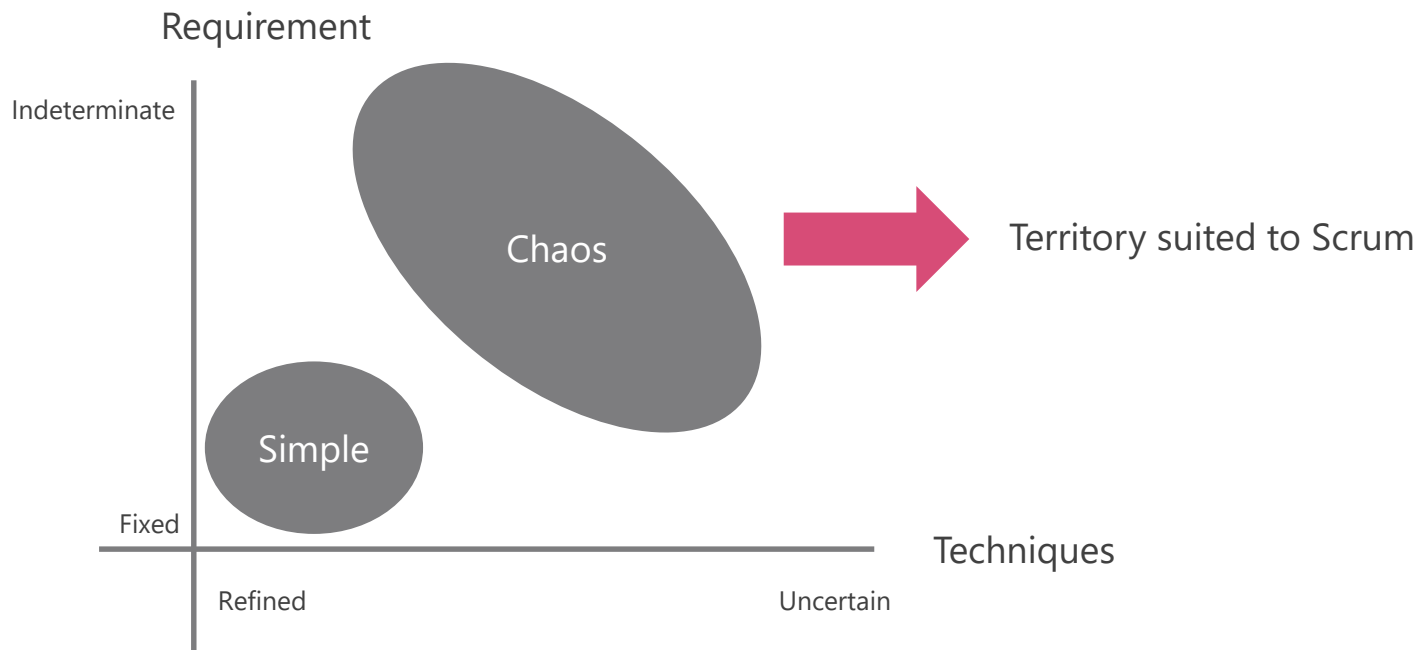 Requirement
Indeterminate
Chaos
Territory suited to Scrum
Simple
Fixed
Techniques
Refined
Uncertain